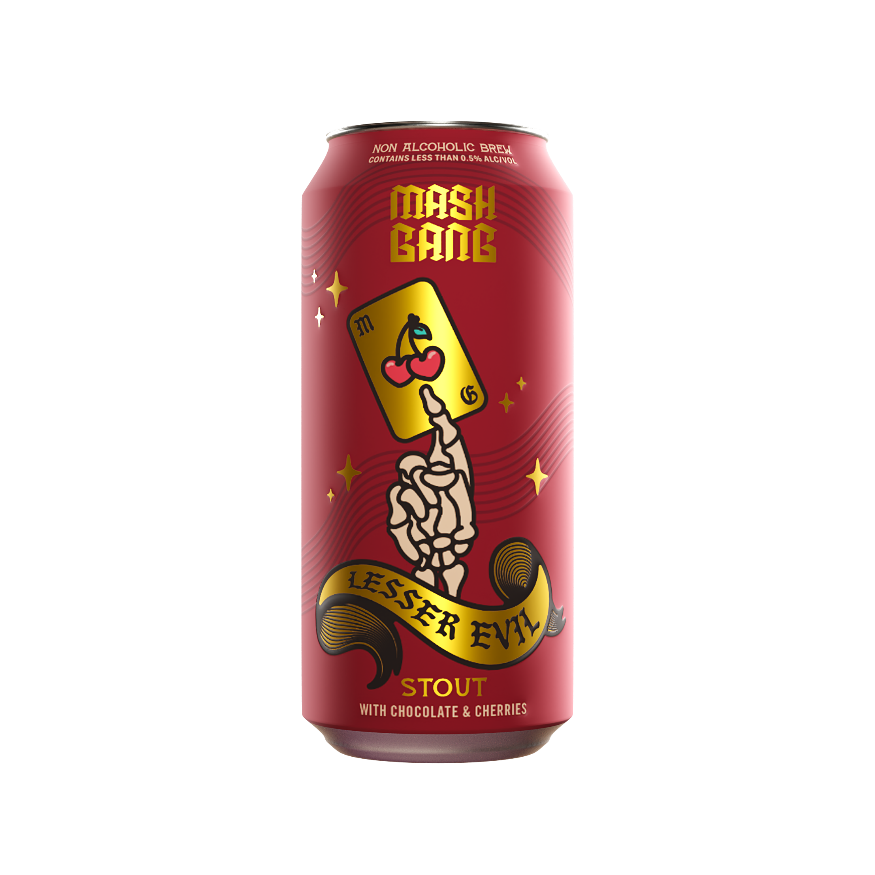 NON ALCOHOLIC BREW
CONTAINS LESS THAN 0.5% ALC/VOL
MASH
GANG
M
G
LESSER EVIL
STOUT
WITH CHOCOLATE & CHERRIES